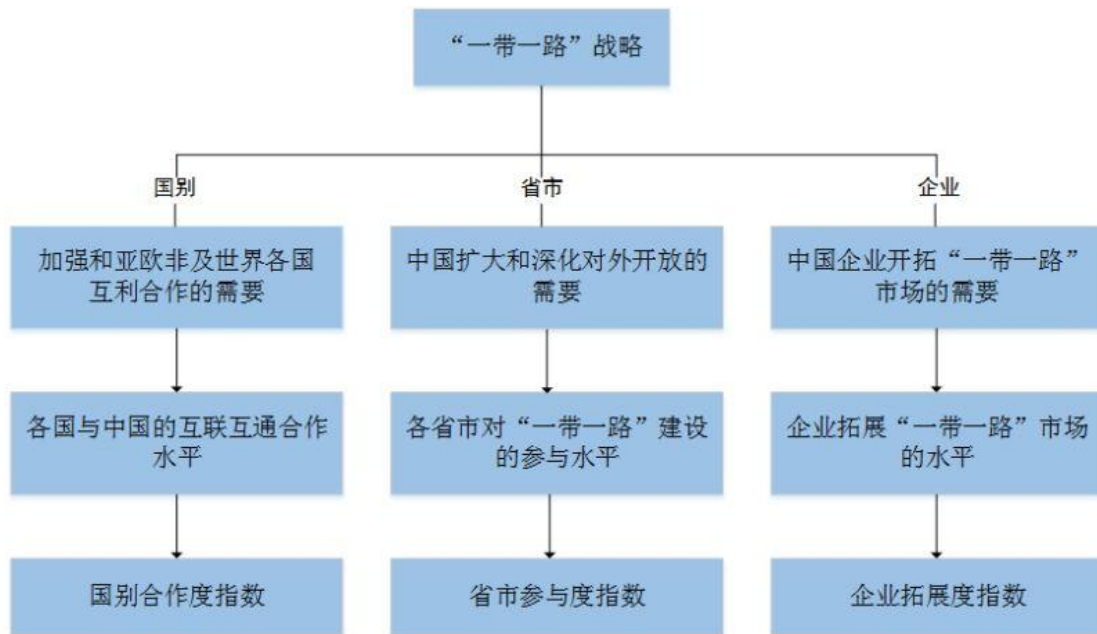 “一带一路”战略
国别
省市
企业
加强和亚欧非及世界各国
互利合作的需要
中国扩大和深化对外开放的
需要
中国企业开拓“一带一路”
市场的需要
各国与中国的互联互通合作
水平
各省市对“一带一路”建设
的参与水平
企业拓展“一带一路”市场
的水平
国别合作度指数
省市参与度指数
企业拓展度指数